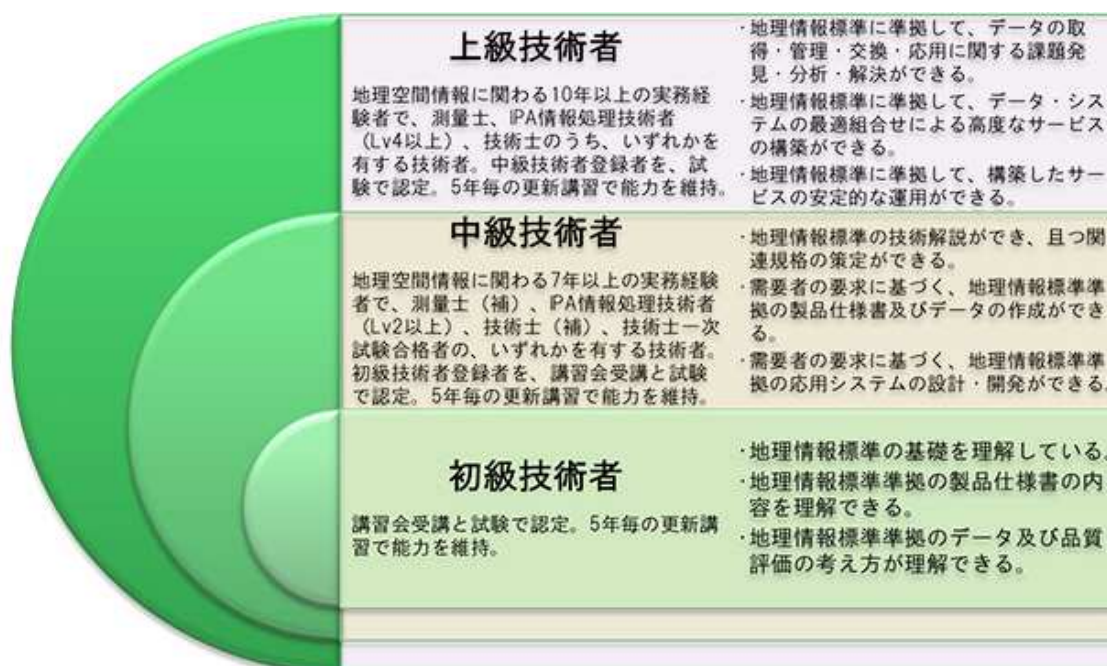 上級技術者
地理空間情報に関わる10年以上の実務経
験者で、測量士、IPA情報処理技術者
（Lv4以上）、技術士のうち、いずれかを
有する技術者。中級技術者登録者を、試
験で認定。5年毎の更新講習で能力を維持。
・地理情報標準に準拠して、データの取
得・管理・交換・応用に関する課題発
見・分析・解決ができる。
・地理情報標準に準拠して、データ・シス
テムの最適組合せによる高度なサービス
の構築ができる。
・地理情報標準に準拠して、構築したサー
ビスの安定的な運用ができる。
中級技術者
地理空間情報に関わる7年以上の実務経験
者で、測量士（補）、IPA情報処理技術者
（Lv2以上）、技術士（補）、技術士一次
試験合格者の、いずれかを有する技術者。
初級技術者登録者を、講習会受講と試験
で認定。5年毎の更新講習で能力を維持。
・地理情報標準の技術解説ができ、且つ関
連規格の策定ができる。
・需要者の要求に基づく、地理情報標準準
拠の製品仕様書及びデータの作成ができ
る。
・需要者の要求に基づく、地理情報標準準
拠の応用システムの設計・開発ができる。
初級技術者
講習会受講と試験で認定。5年毎の更新講
習で能力を維持。
・地理情報標準の基礎を理解している。
・地理情報標準準拠の製品仕様書の内
容を理解できる。
・地理情報標準準拠のデータ及び品質
評価の考え方が理解できる。